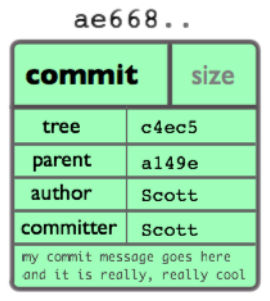 ae668..
commit size
tree c4ec5
parent a149e
author Scott
committer Scott
my commit message goes here
and it is really, really cool